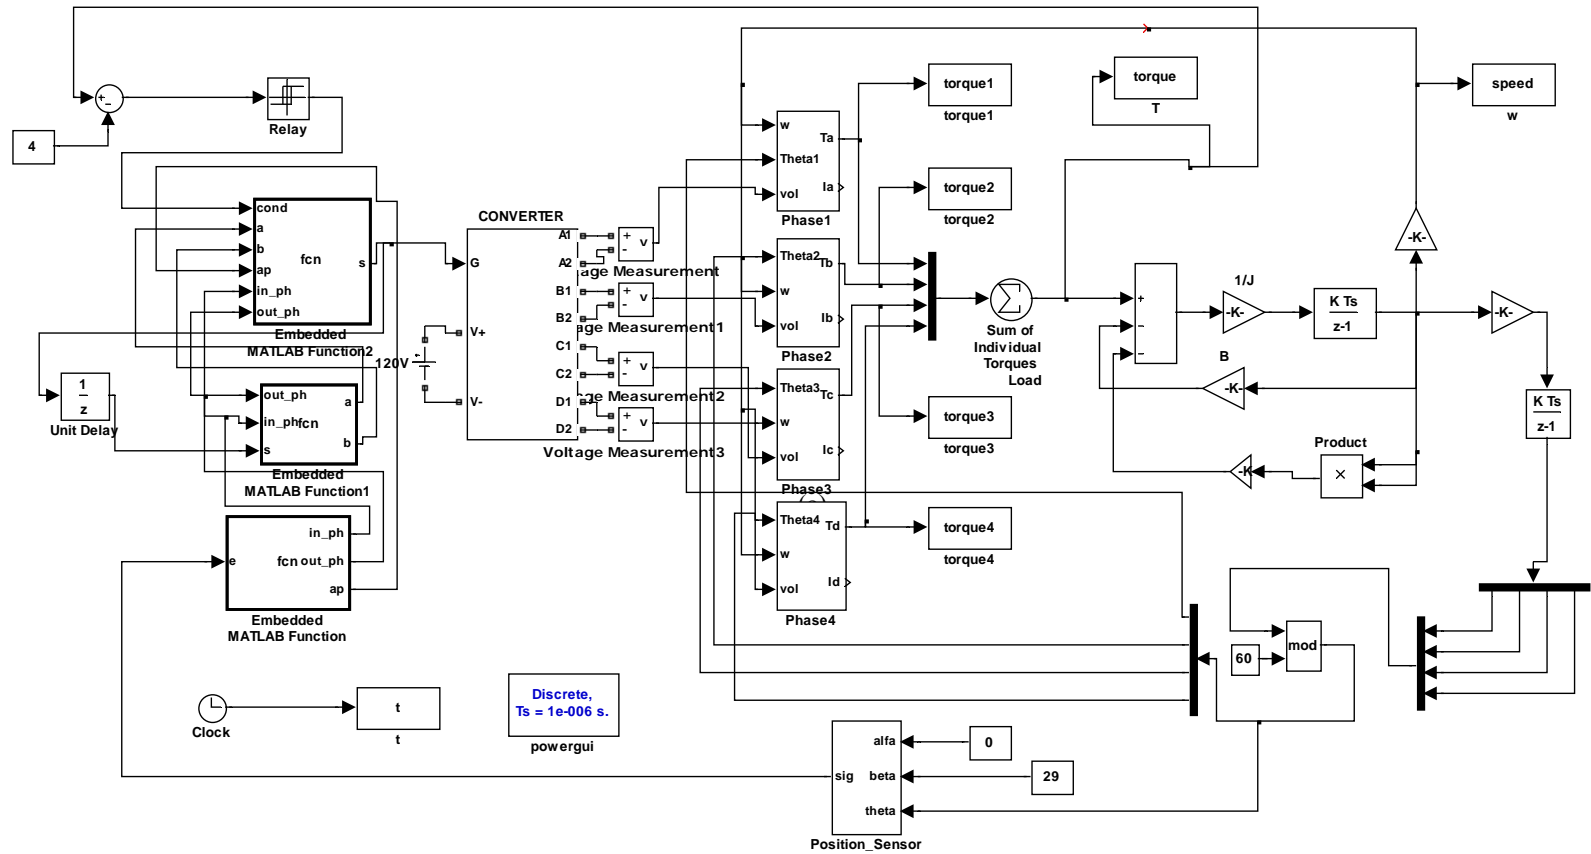 +
−
4
Relay
cond
a
b
ap
in_ph
out_ph
fcn
s
Embedded
MATLAB Function2
1
z
Unit Delay
out_ph
in_ph
s
fcn
a
b
Embedded
MATLAB Function1
e
fcn
in_ph
out_ph
ap
Embedded
MATLAB Function
Clock
t
t
Discrete,
Ts = 1e-006 s.
powergui
CONVERTER
G
V+
V-
120V
A1
A2
B1
B2
C1
C2
D1
D2
+
-
v
age Measurement
+
-
v
age Measurement1
+
-
v
age Measurement2
+
-
v
Voltage Measurement3
w
Theta1
vol
Ta
Ia
Phase1
Theta2
w
vol
Tb
Ib
Phase2
Theta3
w
vol
Tc
Ic
Phase3
Theta4
w
vol
Td
Id
Phase4
torque1
torque1
torque2
torque2
torque3
torque3
torque4
torque4
torque
T
speed
w
Σ
Sum of
Individual
Torques
Load
+
−
−
1/J
-K-
K Ts
z-1
B
-K-
-K-
-K-
-K
Product
×
K Ts
z-1
60
mod
alfa
beta
theta
sig
Position_Sensor
0
29